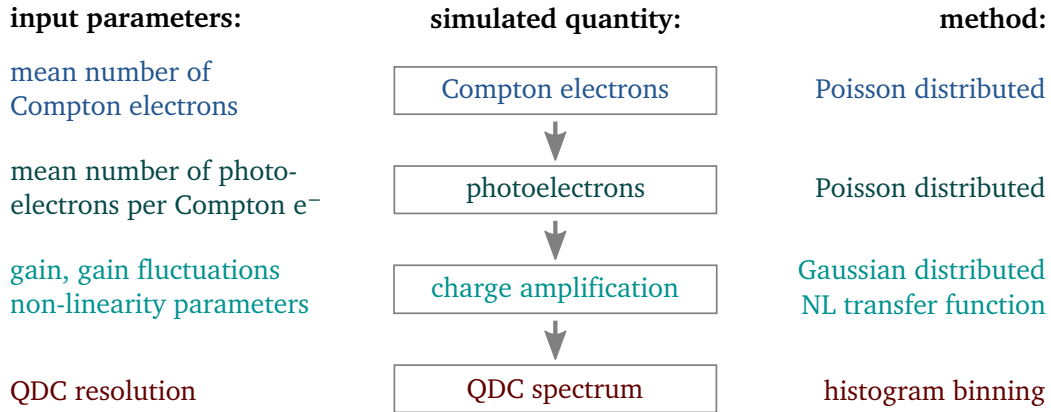 input parameters: simulated quantity: method:
mean number of
Compton electrons
Compton electrons
Poisson distributed
mean number of photo-
electrons per Compton e⁻
photoelectrons
Poisson distributed
gain, gain fluctuations
non-linearity parameters
charge amplification
Gaussian distributed
NL transfer function
QDC resolution
QDC spectrum
histogram binning